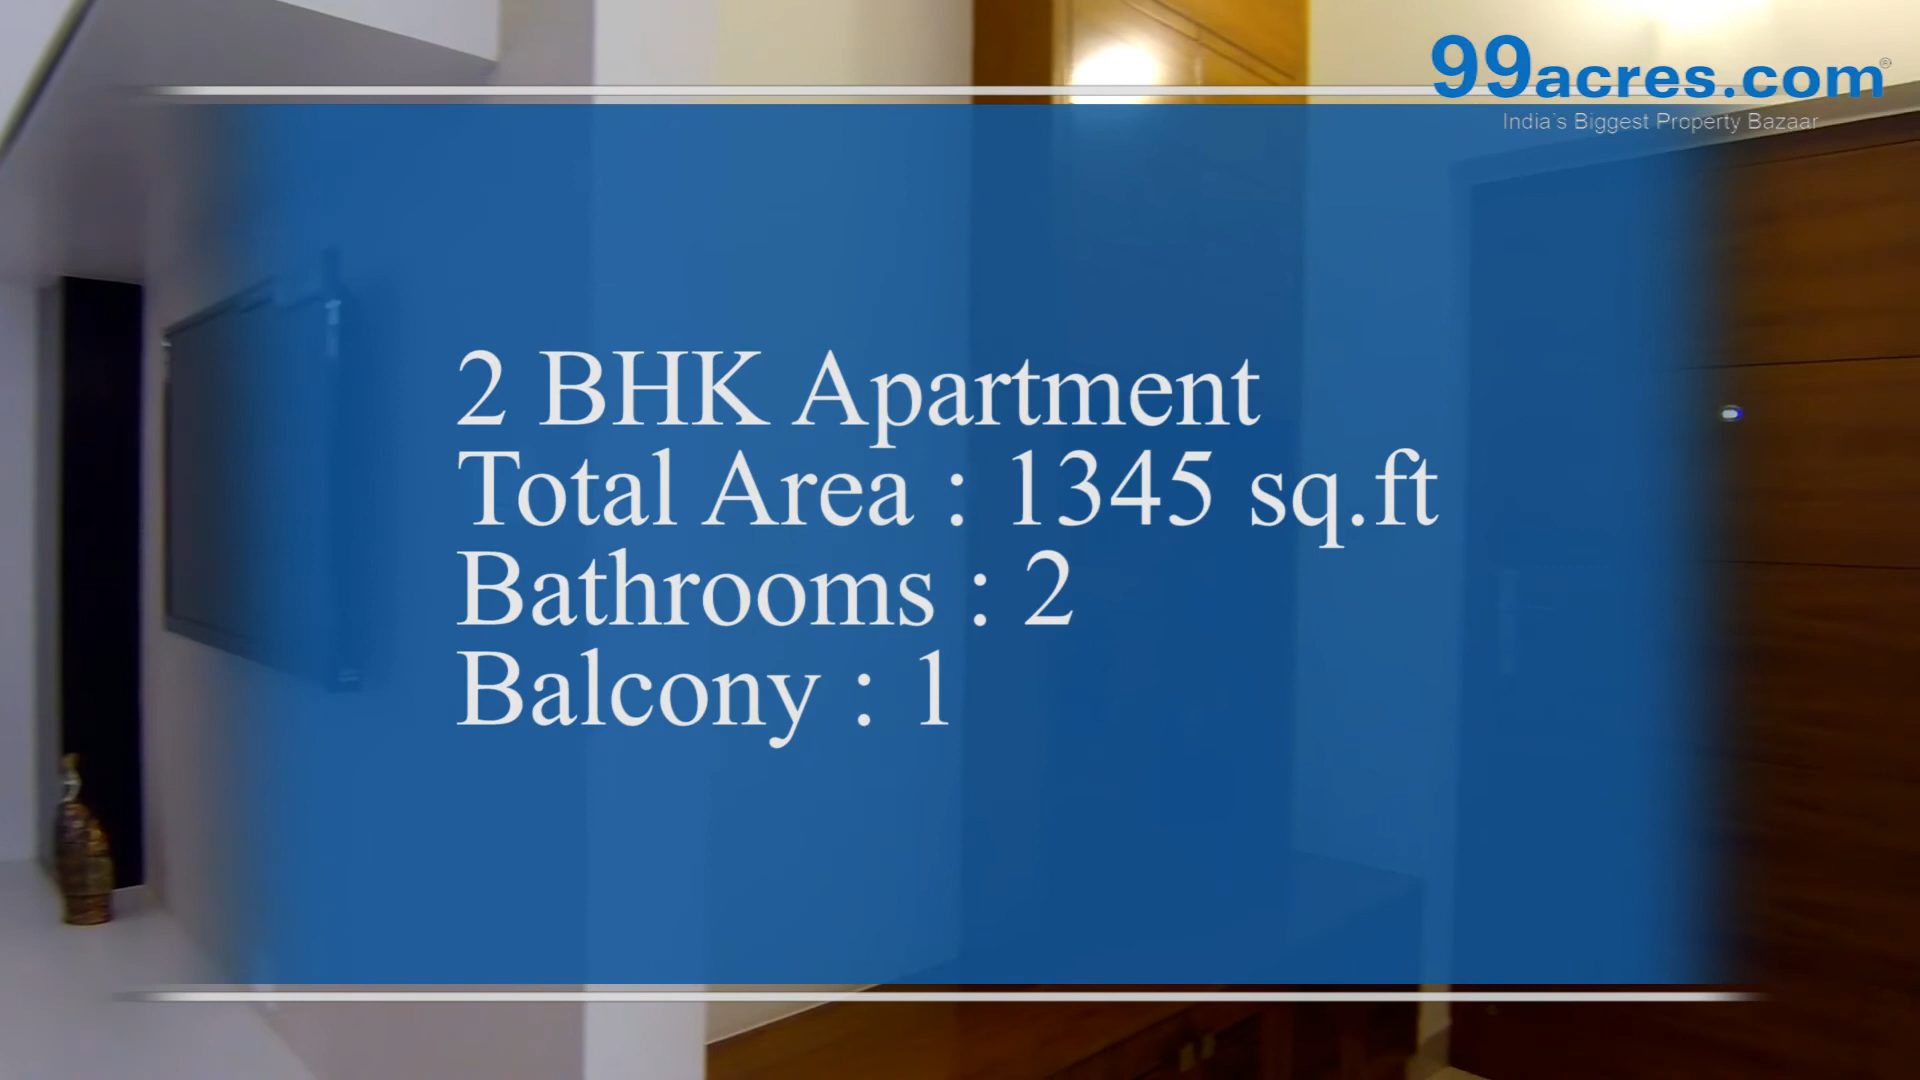 99acres.com®
India's Biggest Property Bazaar
2 BHK Apartment
Total Area : 1345 sq.ft
Bathrooms : 2
Balcony : 1